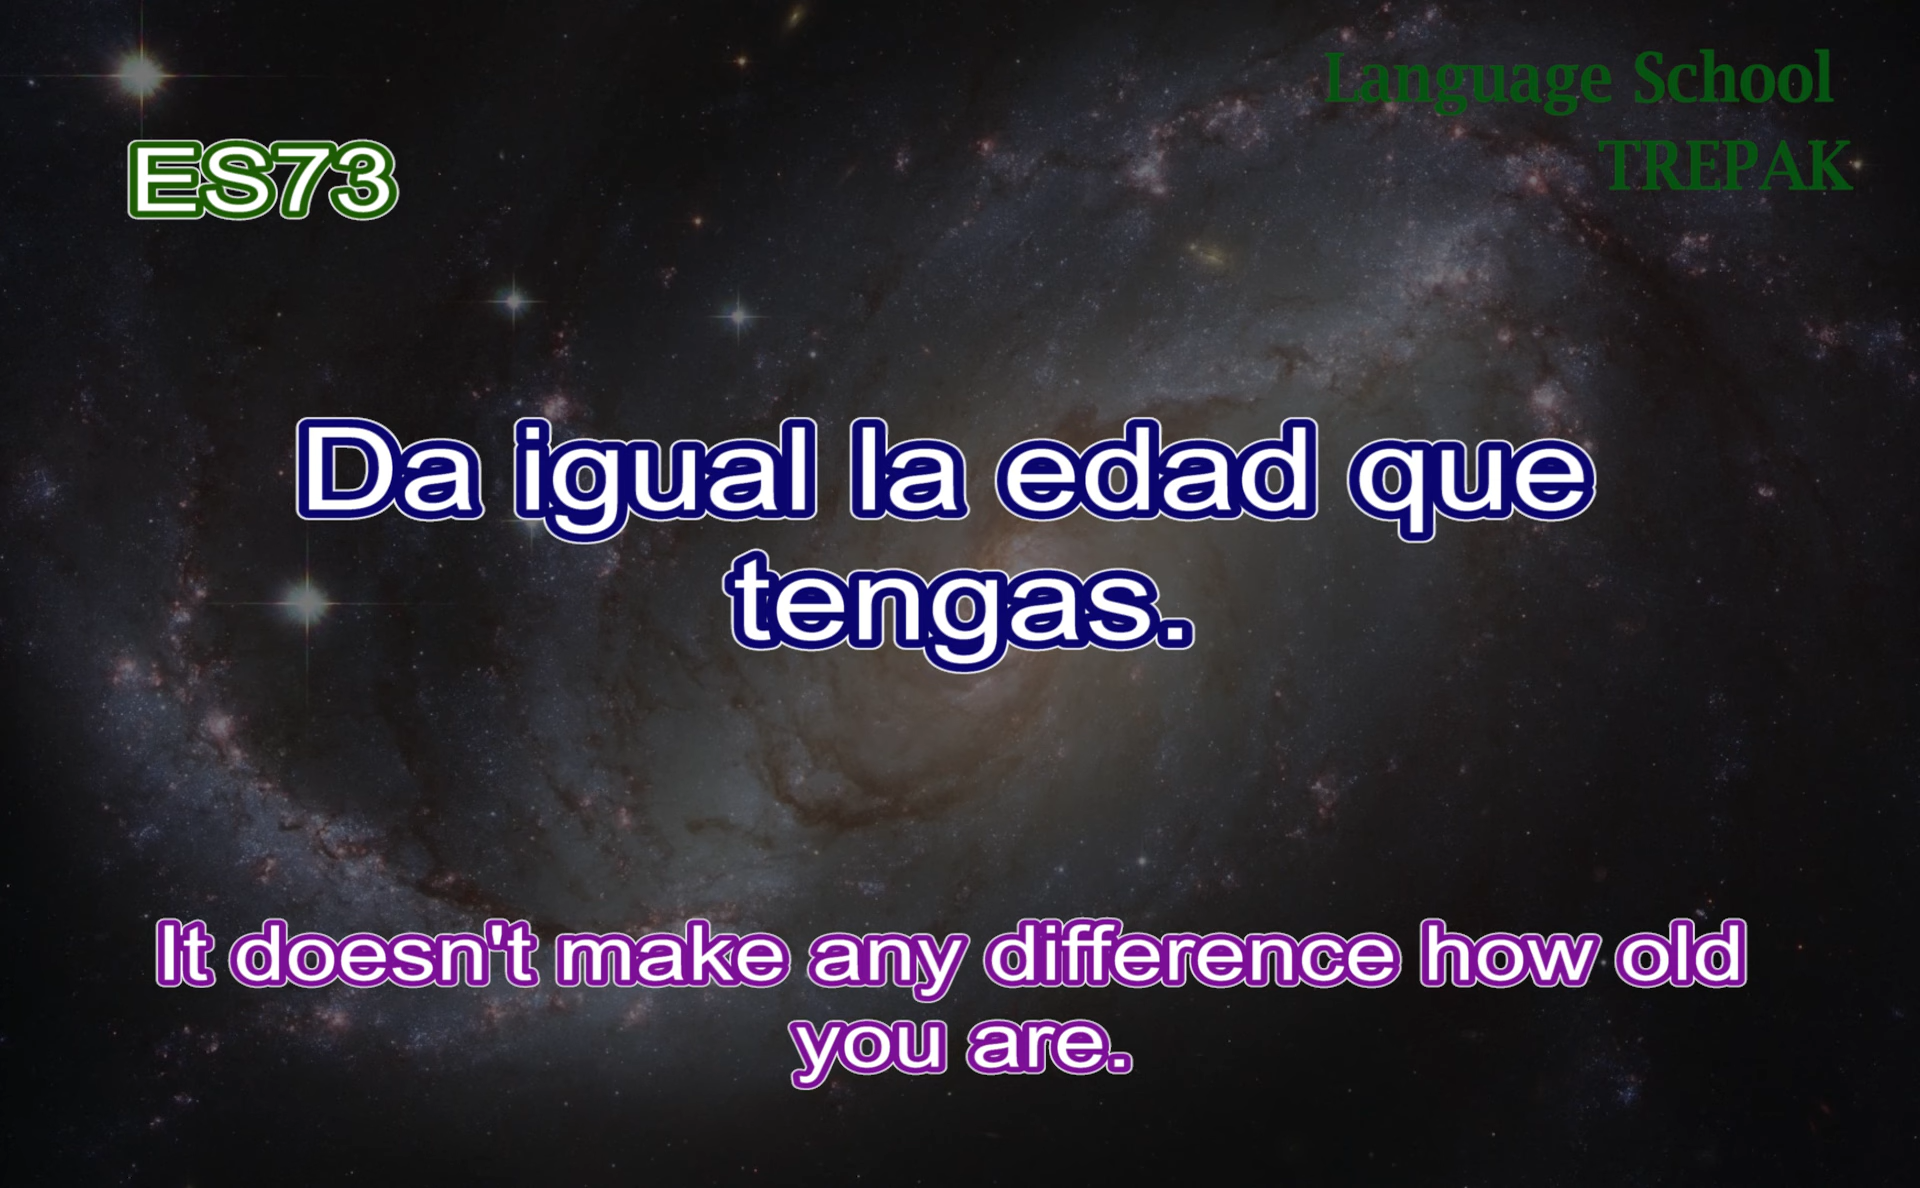 Language School
TREPAK
ES73
Da igual la edad que
tengas.
It doesn't make any difference how old
you are.